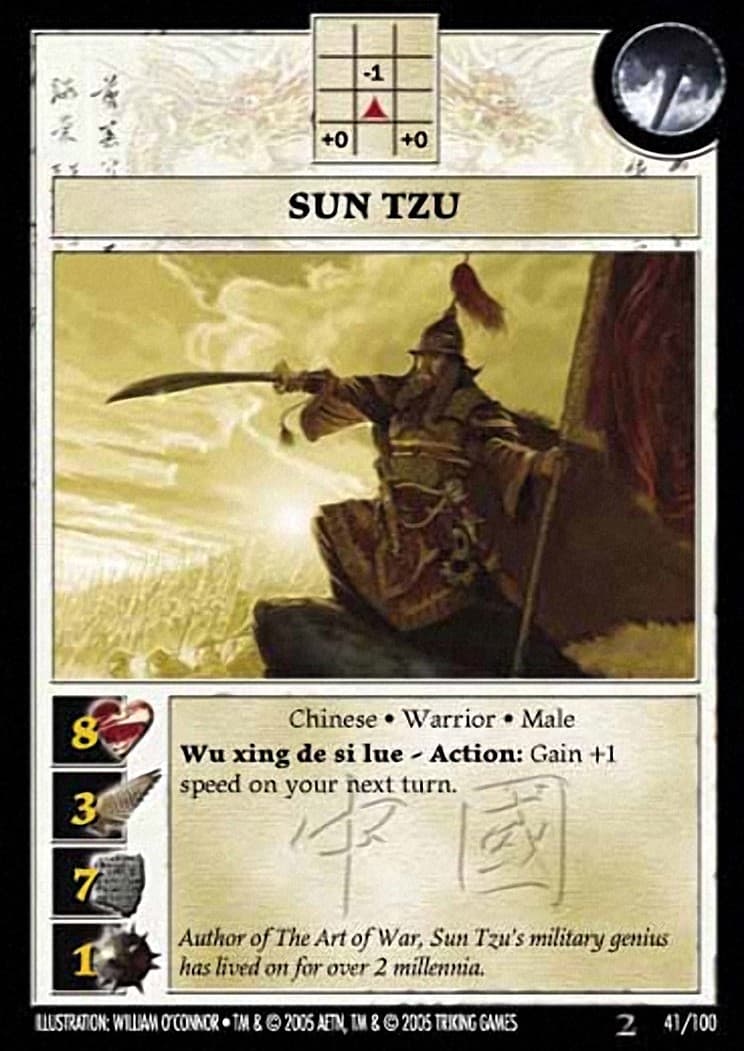 -1
+0 +0
SUN TZU
8
3
7
1
Chinese • Warrior • Male
Wu xing de si lue - Action: Gain +1
speed on your next turn.
中國
Author of The Art of War, Sun Tzu's military genius
has lived on for over 2 millennia.
ILLUSTRATION: WILLIAM O'CONNOR • TM & © 2005 AETN, TM & © 2005 TRIKING GAMES 2 41/100